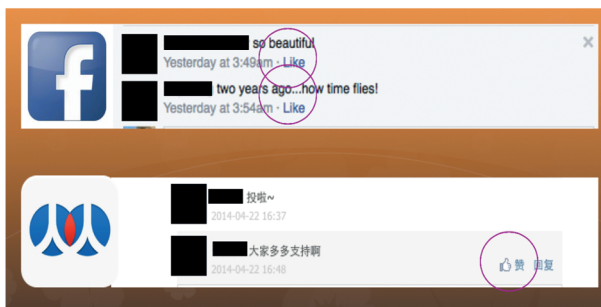 f
so beautiful
Yesterday at 3:49am · Like
two years ago...how time flies!
Yesterday at 3:54am · Like
投啦~
2014-04-22 16:37
大家多多支持啊
2014-04-22 16:48 赞 回复